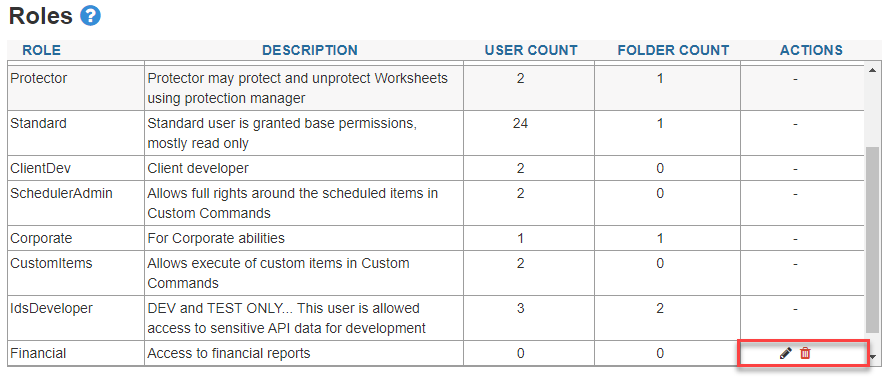 Roles ?
ROLE DESCRIPTION USER COUNT FOLDER COUNT ACTIONS
Protector Protector may protect and unprotect Worksheets 2 1 -
using protection manager
Standard Standard user is granted base permissions, 24 1 -
mostly read only
ClientDev Client developer 2 0 -
SchedulerAdmin Allows full rights around the scheduled items in 2 0 -
Custom Commands
Corporate For Corporate abilities 1 1 -
CustomItems Allows execute of custom items in Custom 2 0 -
Commands
IdsDeveloper DEV and TEST ONLY... This user is allowed 3 2 -
access to sensitive API data for development
Financial Access to financial reports 0 0